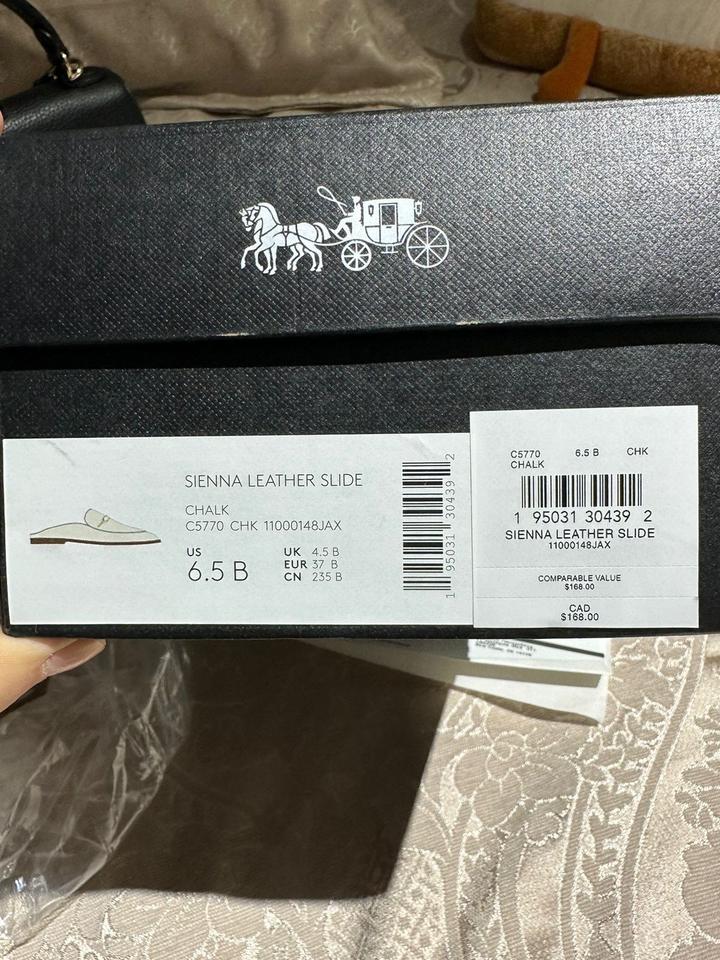 SIENNA LEATHER SLIDE
CHALK
C5770 CHK 11000148JAX
US
6.5 B
UK 4.5 B
EUR 37 B
CN 235 B
1 95031 30439 2
C5770 6.5 B CHK
CHALK
1 95031 30439 2
SIENNA LEATHER SLIDE
11000148JAX
COMPARABLE VALUE
$168.00
CAD
$168.00